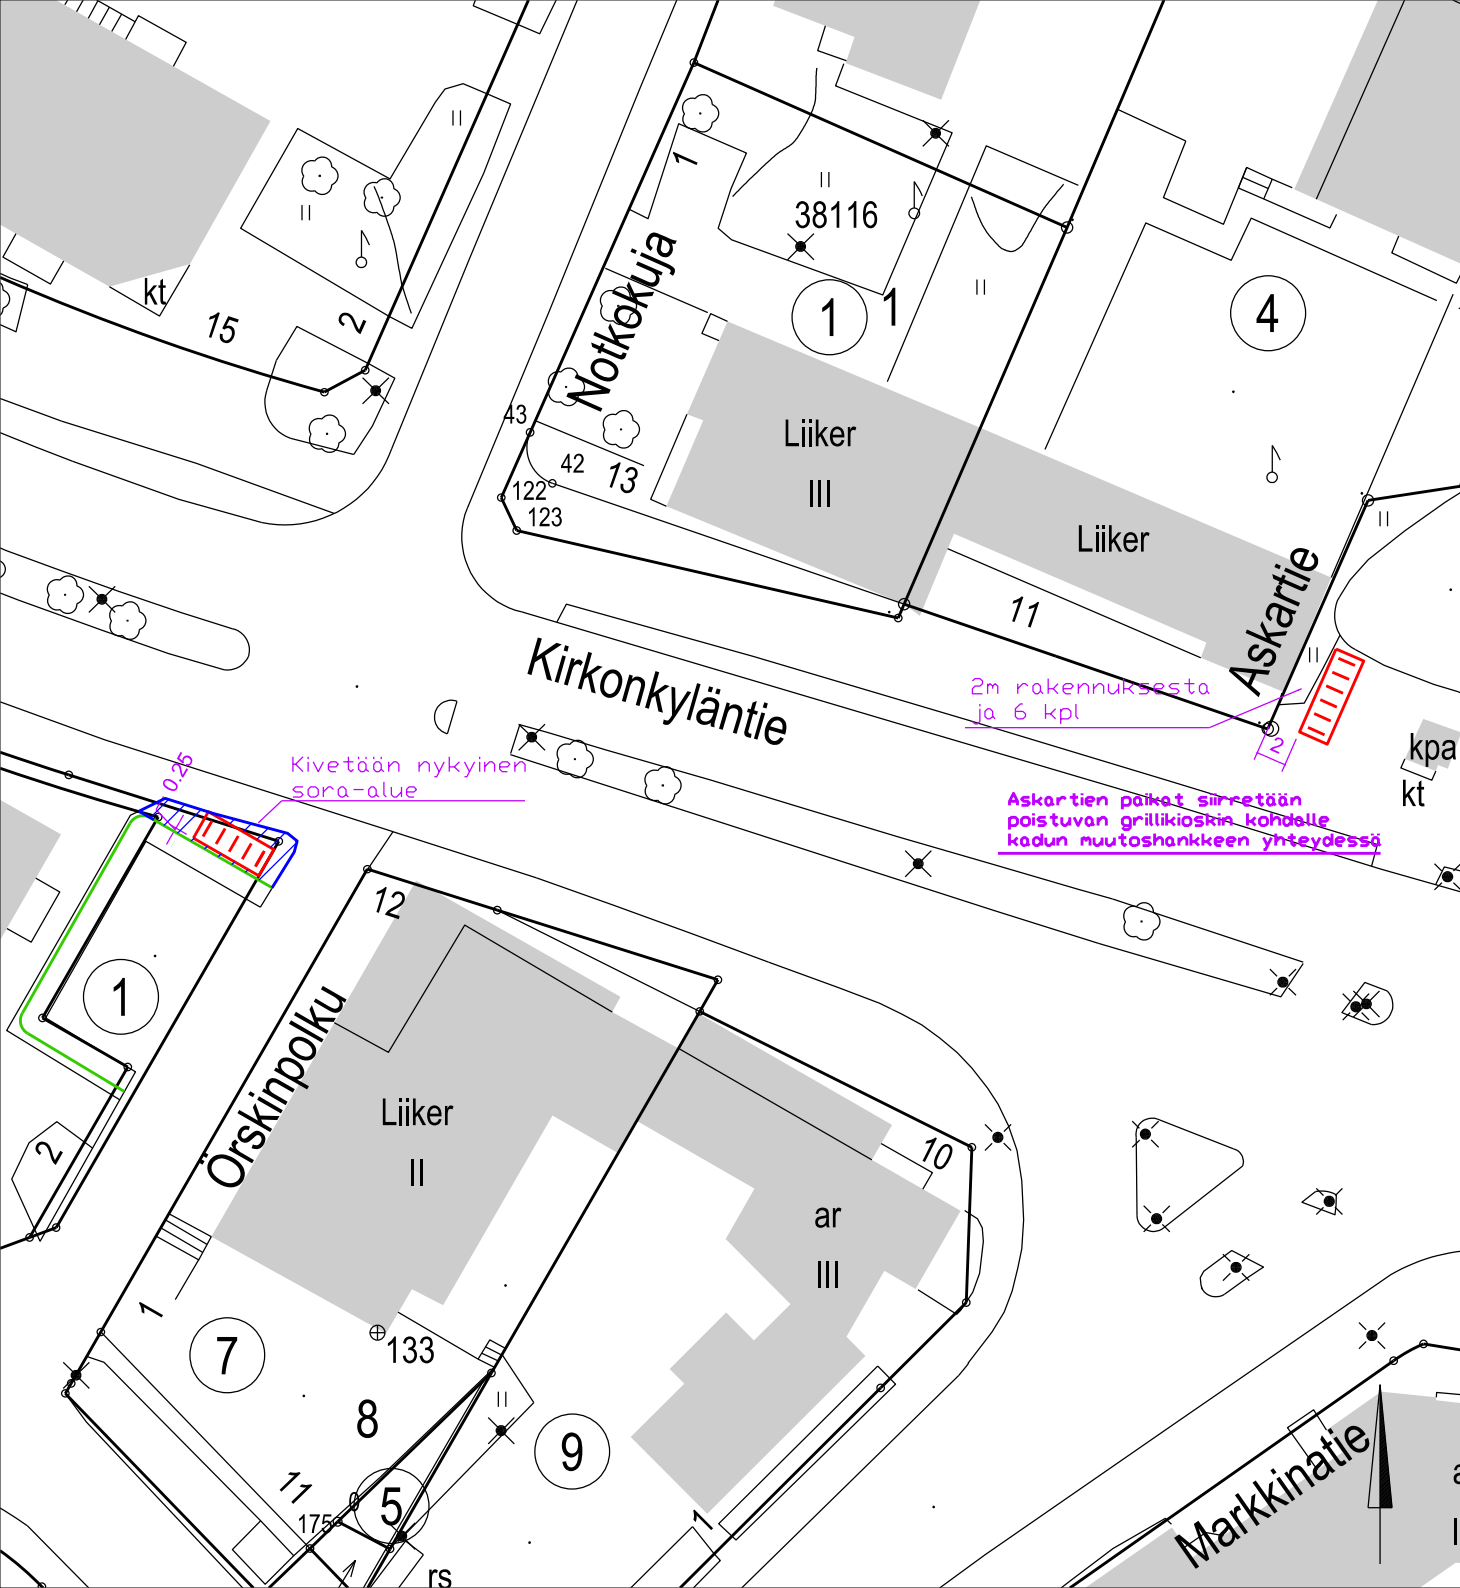 1
38116
Notkokuja
kt
15
2
1
1
4
43
Liiker
III
42
13
122
123
Liiker
11
Askartie
Kirkonkyläntie
2m rakennuksesta
ja 6 kpl
2
kpa
kt
0.25
Kivetään nykyinen
sora-alue
Askartien paikat siirretään
poistuvan grillikioskin kohdalle
kadun muutoshankkeen yhteydessä
12
1
Örskinpolku
Liiker
II
2
10
ar
III
1
7
133
8
9
11
5
175
1
Markkinatie
rs